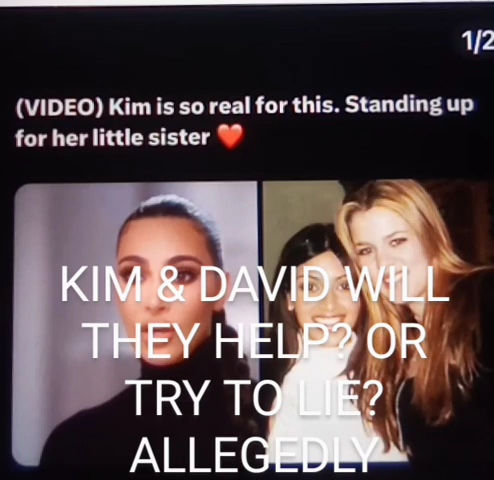 1/2
(VIDEO) Kim is so real for this. Standing up
for her little sister ❤️
KIM & DAVID WILL
THEY HELP? OR
TRY TO LIE?
ALLEGEDLY